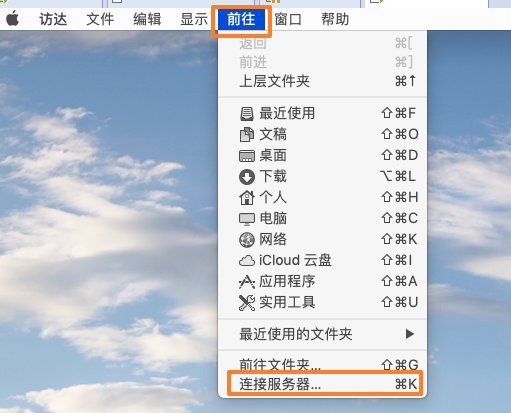 访达 文件 编辑 显示 前往 窗口 帮助
返回 ⌘[
前进 ⌘]
上层文件夹 ⌘↑
最近使用 ⇧⌘F
文稿 ⇧⌘O
桌面 ⇧⌘D
下载 ⌥⌘L
个人 ⇧⌘H
电脑 ⇧⌘C
网络 ⇧⌘K
iCloud 云盘 ⇧⌘I
应用程序 ⇧⌘A
实用工具 ⇧⌘U
最近使用的文件夹
前往文件夹... ⇧⌘G
连接服务器... ⌘K